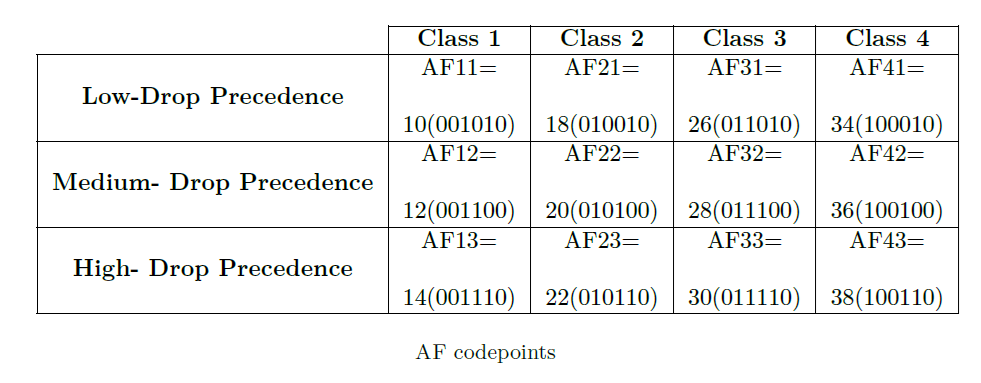 Class 1 Class 2 Class 3 Class 4
AF11= AF21= AF31= AF41=
Low-Drop Precedence
10(001010) 18(010010) 26(011010) 34(100010)
AF12= AF22= AF32= AF42=
Medium- Drop Precedence
12(001100) 20(010100) 28(011100) 36(100100)
AF13= AF23= AF33= AF43=
High- Drop Precedence
14(001110) 22(010110) 30(011110) 38(100110)
AF codepoints